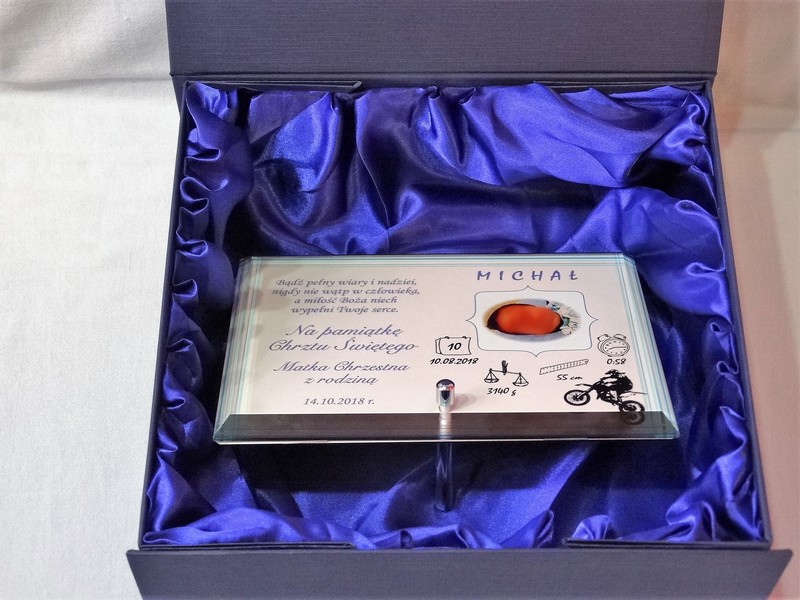 Bądź pełny wiary i nadziei,
nigdy nie wątp w człowieka,
a miłość Boża niech
wypełni Twoje serce.
Na pamiątkę
Chrztu Świętego
Matka Chrzestna
z rodziną
14.10.2018 r.
MICHAŁ
10
10.08.2018
3140 g
55 cm
0:58